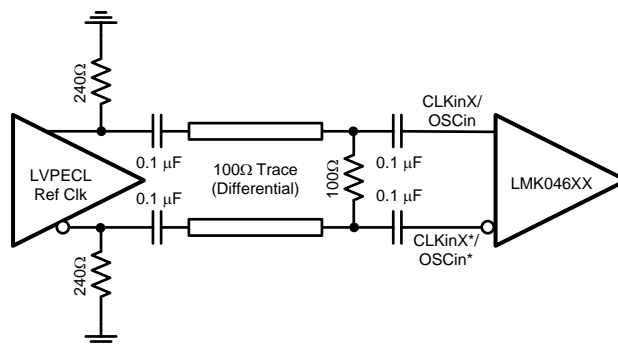 240Ω
CLKinX/
OSCin
0.1 µF
0.1 µF
LVPECL
Ref Clk
100Ω Trace
(Differential)
100Ω
LMK046XX
0.1 µF
0.1 µF
CLKinX*/
OSCin*
240Ω